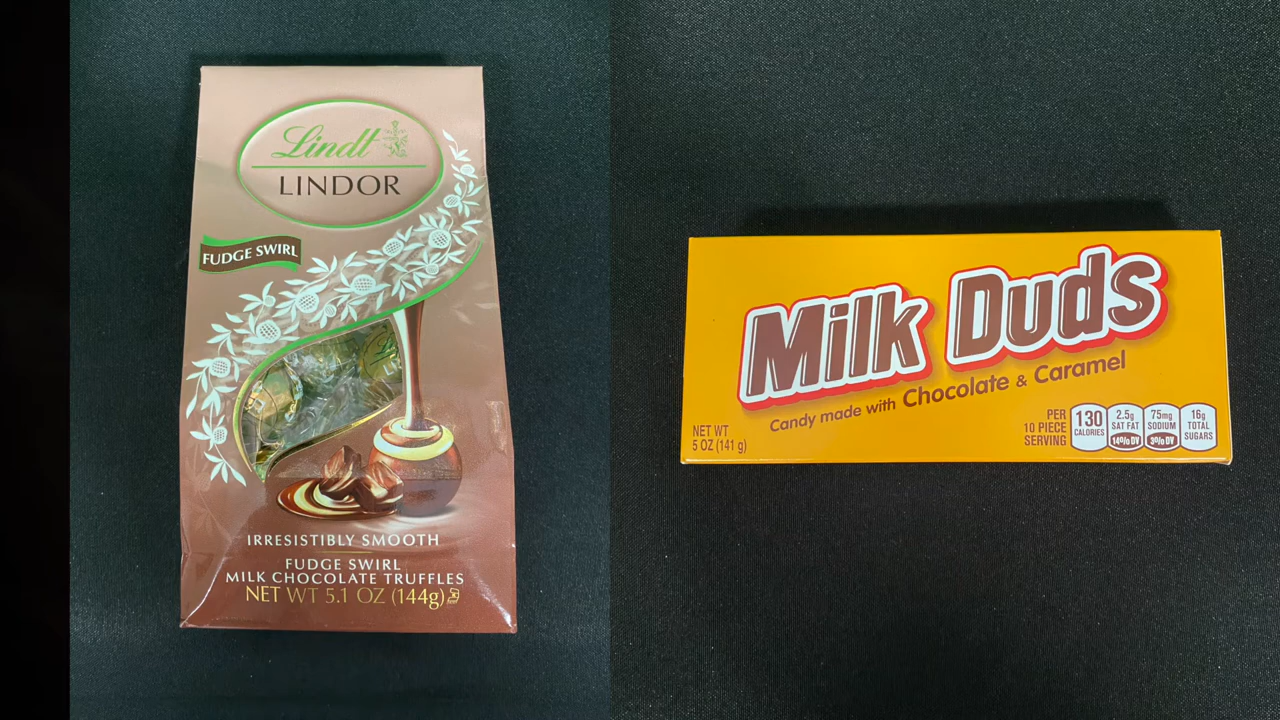 Lindt
LINDOR
FUDGE SWIRL
IRRESISTIBLY SMOOTH
FUDGE SWIRL
MILK CHOCOLATE TRUFFLES
NET WT 5.1 OZ (144g)
Milk Duds
Candy made with Chocolate & Caramel
NET WT
5 OZ (141 g)
PER
10 PIECE
SERVING
130
CALORIES
2.5g
SAT FAT
14% DV
75mg
SODIUM
3% DV
16g
TOTAL
SUGARS